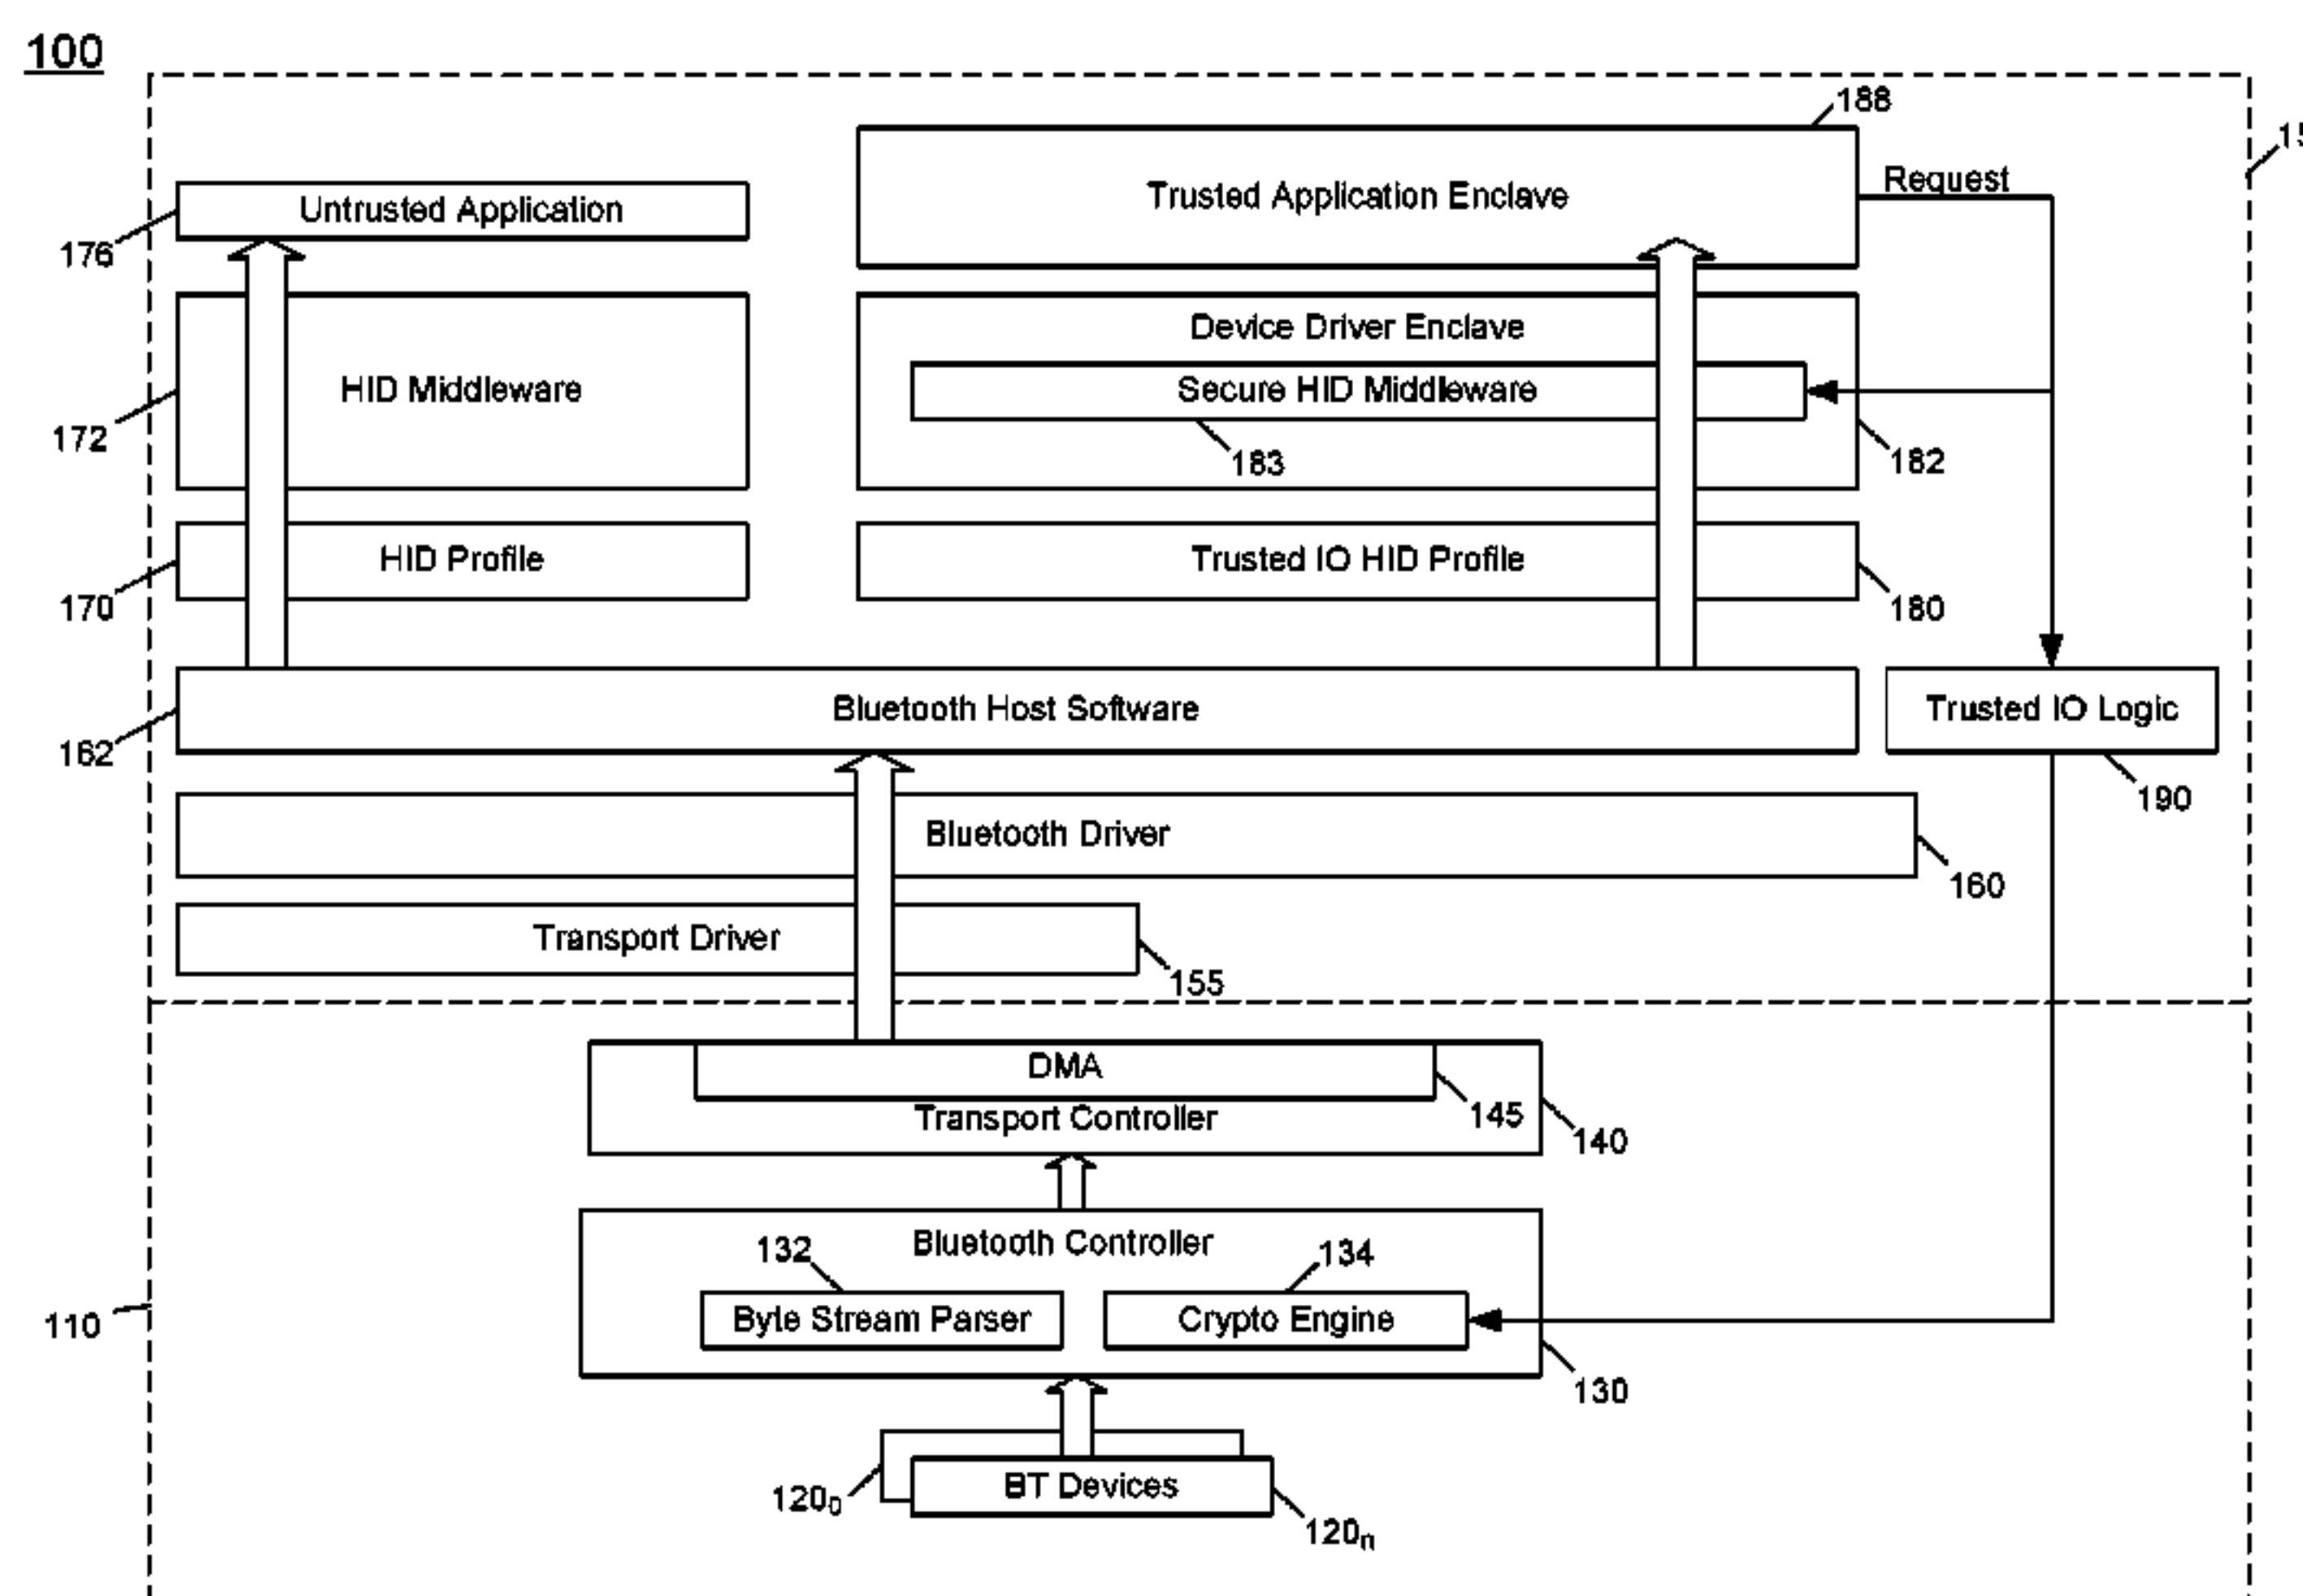 100
188
15
Trusted Application Enclave
Request
Untrusted Application
176
Device Driver Enclave
HID Middleware
Secure HID Middleware
172
183
182
HID Profile
Trusted IO HID Profile
170
180
Bluetooth Host Software
Trusted IO Logic
162
190
Bluetooth Driver
160
Transport Driver
155
DMA
Transport Controller
145
140
Bluetooth Controller
132
134
Byte Stream Parser
Crypto Engine
110
130
BT Devices
120₀
120ₙ